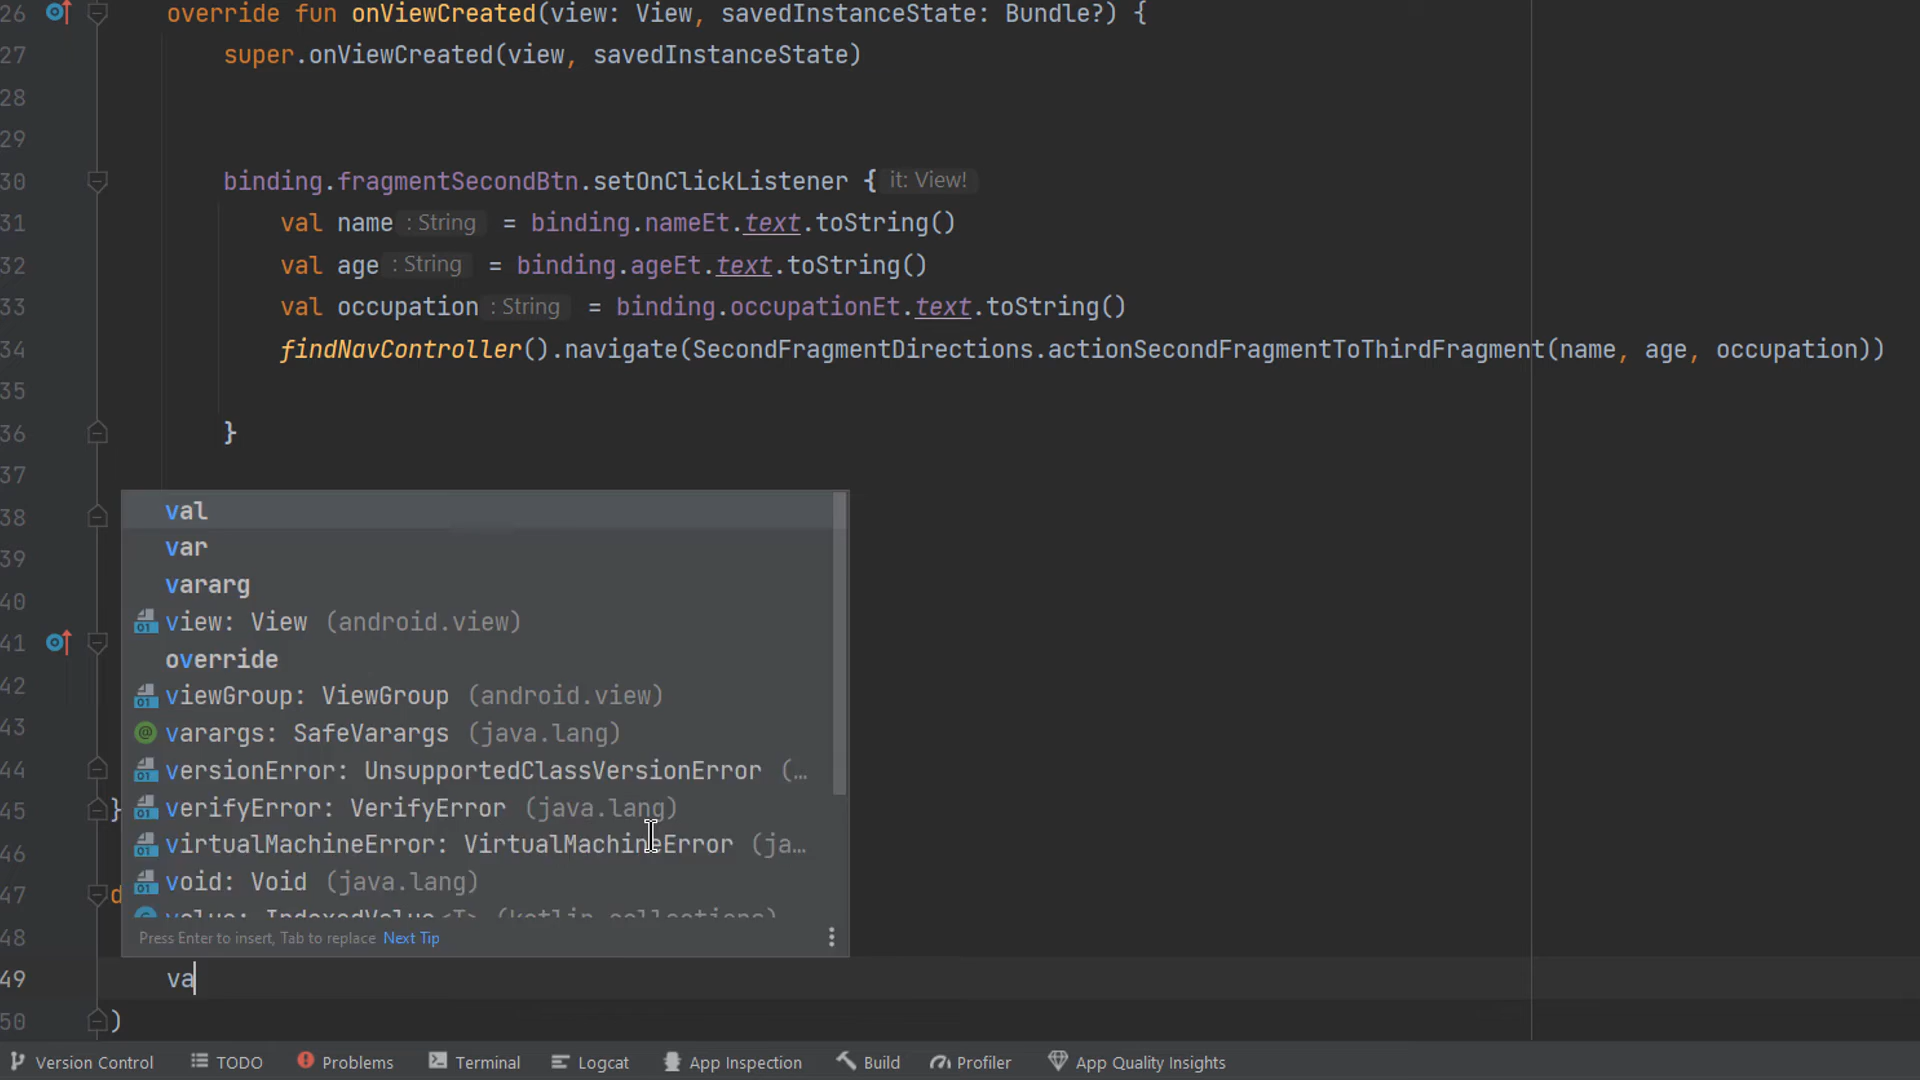 26 override fun onViewCreated(view: View, savedInstanceState: Bundle?) {
27 super.onViewCreated(view, savedInstanceState)
28
29
30 binding.fragmentSecondBtn.setOnClickListener { it: View!
31 val name : String = binding.nameEt.text.toString()
32 val age : String = binding.ageEt.text.toString()
33 val occupation : String = binding.occupationEt.text.toString()
34 findNavController().navigate(SecondFragmentDirections.actionSecondFragmentToThirdFragment(name, age, occupation))
35
36 }
37
38 val
39 var
40 vararg
41 view: View (android.view)
42 override
43 viewGroup: ViewGroup (android.view)
varargs: SafeVarargs (java.lang)
44 versionError: UnsupportedClassVersionError (…
45 } verifyError: VerifyError (java.lang)
46 virtualMachineError: VirtualMachineError (ja…
47 d void: Void (java.lang)
value: IndexedValue<T> (kotlin.collections)
48 Press Enter to insert, Tab to replace Next Tip
49 va
50 )
Version Control TODO Problems Terminal Logcat App Inspection Build Profiler App Quality Insights